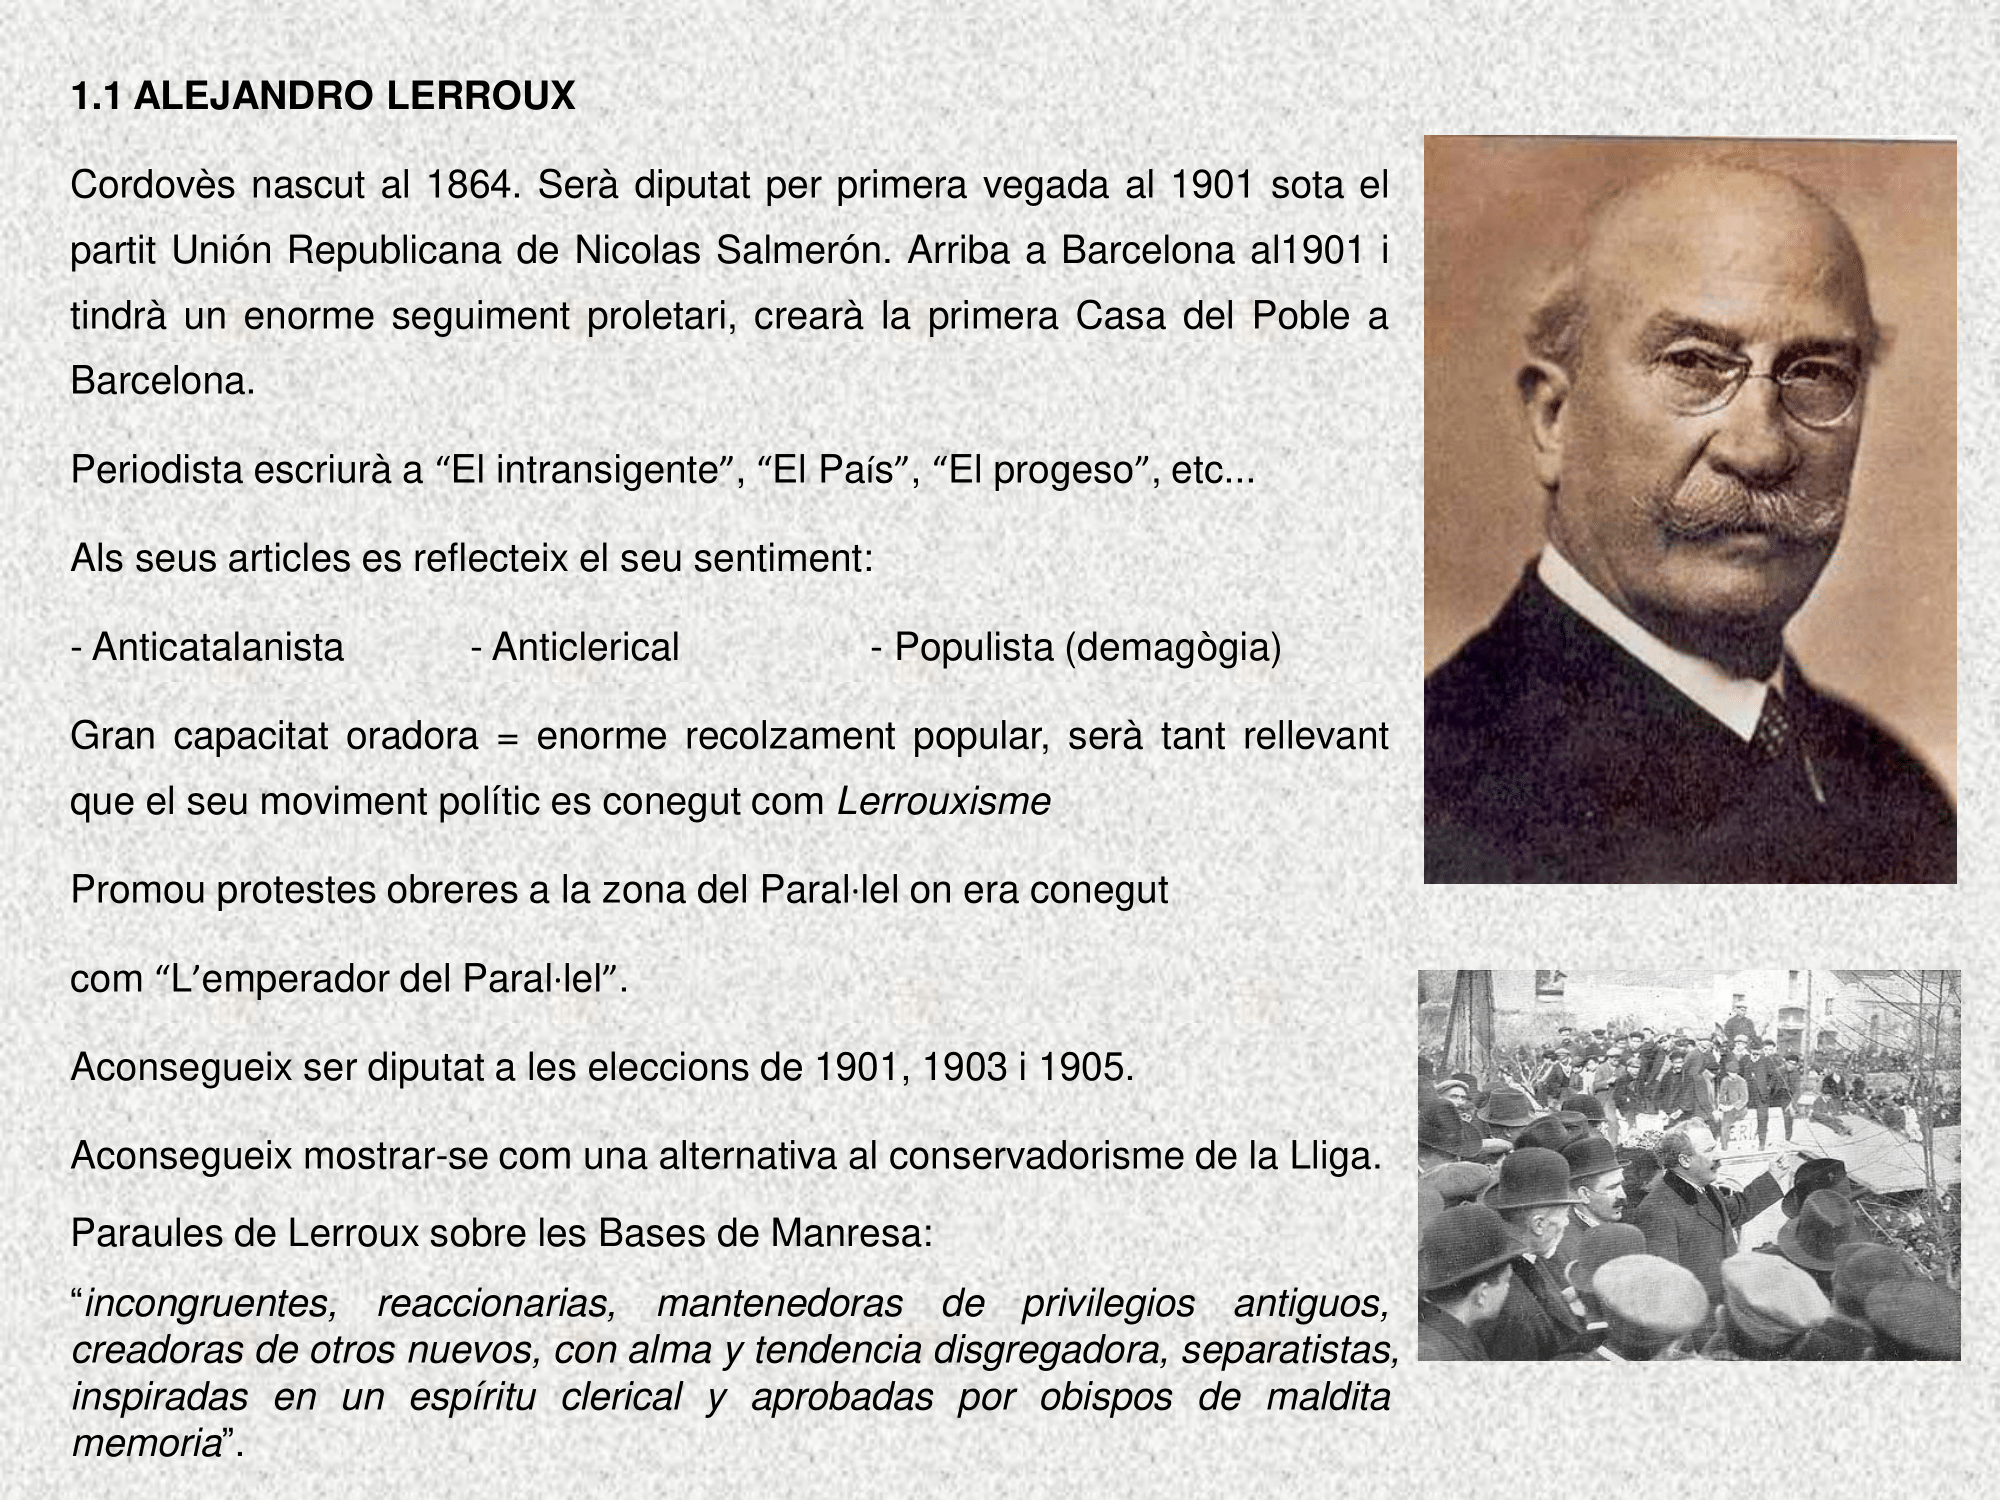 1.1 ALEJANDRO LERROUX
Cordovès nascut al 1864. Serà diputat per primera vegada al 1901 sota el
partit Unión Republicana de Nicolas Salmerón. Arriba a Barcelona al1901 i
tindrà un enorme seguiment proletari, crearà la primera Casa del Poble a
Barcelona.
Periodista escriurà a “El intransigente”, “El País”, “El progeso”, etc...
Als seus articles es reflecteix el seu sentiment:
- Anticatalanista - Anticlerical - Populista (demagògia)
Gran capacitat oradora = enorme recolzament popular, serà tant rellevant
que el seu moviment polític es conegut com Lerrouxisme
Promou protestes obreres a la zona del Paral·lel on era conegut
com “L’emperador del Paral·lel”.
Aconsegueix ser diputat a les eleccions de 1901, 1903 i 1905.
Aconsegueix mostrar-se com una alternativa al conservadorisme de la Lliga.
Paraules de Lerroux sobre les Bases de Manresa:
“incongruentes, reaccionarias, mantenedoras de privilegios antiguos,
creadoras de otros nuevos, con alma y tendencia disgregadora, separatistas,
inspiradas en un espíritu clerical y aprobadas por obispos de maldita
memoria”.